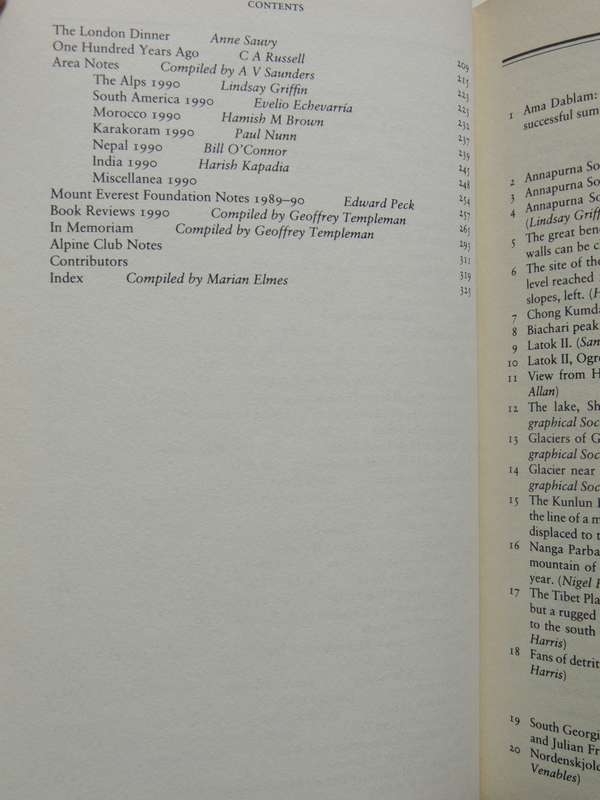 CONTENTS
The London Dinner Anne Sauvy 209
One Hundred Years Ago C A Russell 215
Area Notes Compiled by A V Saunders 223
The Alps 1990 Lindsay Griffin 225
South America 1990 Evelio Echevarría 232
Morocco 1990 Hamish M Brown 237
Karakoram 1990 Paul Nunn 239
Nepal 1990 Bill O'Connor 245
India 1990 Harish Kapadia 248
Miscellanea 1990 254
Mount Everest Foundation Notes 1989–90 Edward Peck 257
Book Reviews 1990 Compiled by Geoffrey Templeman 265
In Memoriam Compiled by Geoffrey Templeman 295
Alpine Club Notes 311
Contributors 319
Index Compiled by Marian Elmes 325
1 Ama Dablam:
successful sum
2 Annapurna So
3 Annapurna So
4 Annapurna So
(Lindsay Griff
5 The great ben
walls can be c
6 The site of the
level reached
slopes, left. (H
7 Chong Kumda
8 Biachari peak
9 Latok II. (San
10 Latok II, Ogr
11 View from H
Allan)
12 The lake, Sh
graphical Soc
13 Glaciers of G
graphical Soc
14 Glacier near
graphical Soc
15 The Kunlun
the line of a m
displaced to t
16 Nanga Parba
mountain of
year. (Nigel
17 The Tibet Pla
but a rugged
to the south
Harris)
18 Fans of detrit
Harris)
19 South Georgi
and Julian Fr
20 Nordenskjol
Venables)